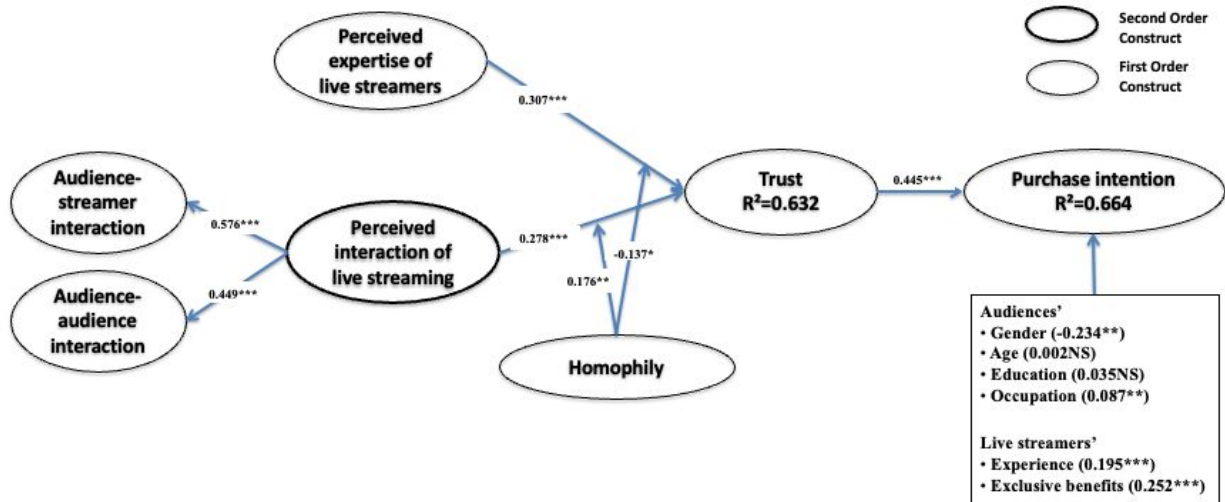 Second Order
Construct
First Order
Construct
Perceived
expertise of
live streamers
0.307***
Audience-
streamer
interaction
0.576***
Audience-
audience
interaction
0.449***
Perceived
interaction of
live streaming
0.278***
-0.137*
0.176**
Homophily
Trust
R²=0.632
0.445***
Purchase intention
R²=0.664
Audiences’
• Gender (-0.234**)
• Age (0.002NS)
• Education (0.035NS)
• Occupation (0.087**)
Live streamers’
• Experience (0.195***)
• Exclusive benefits (0.252***)